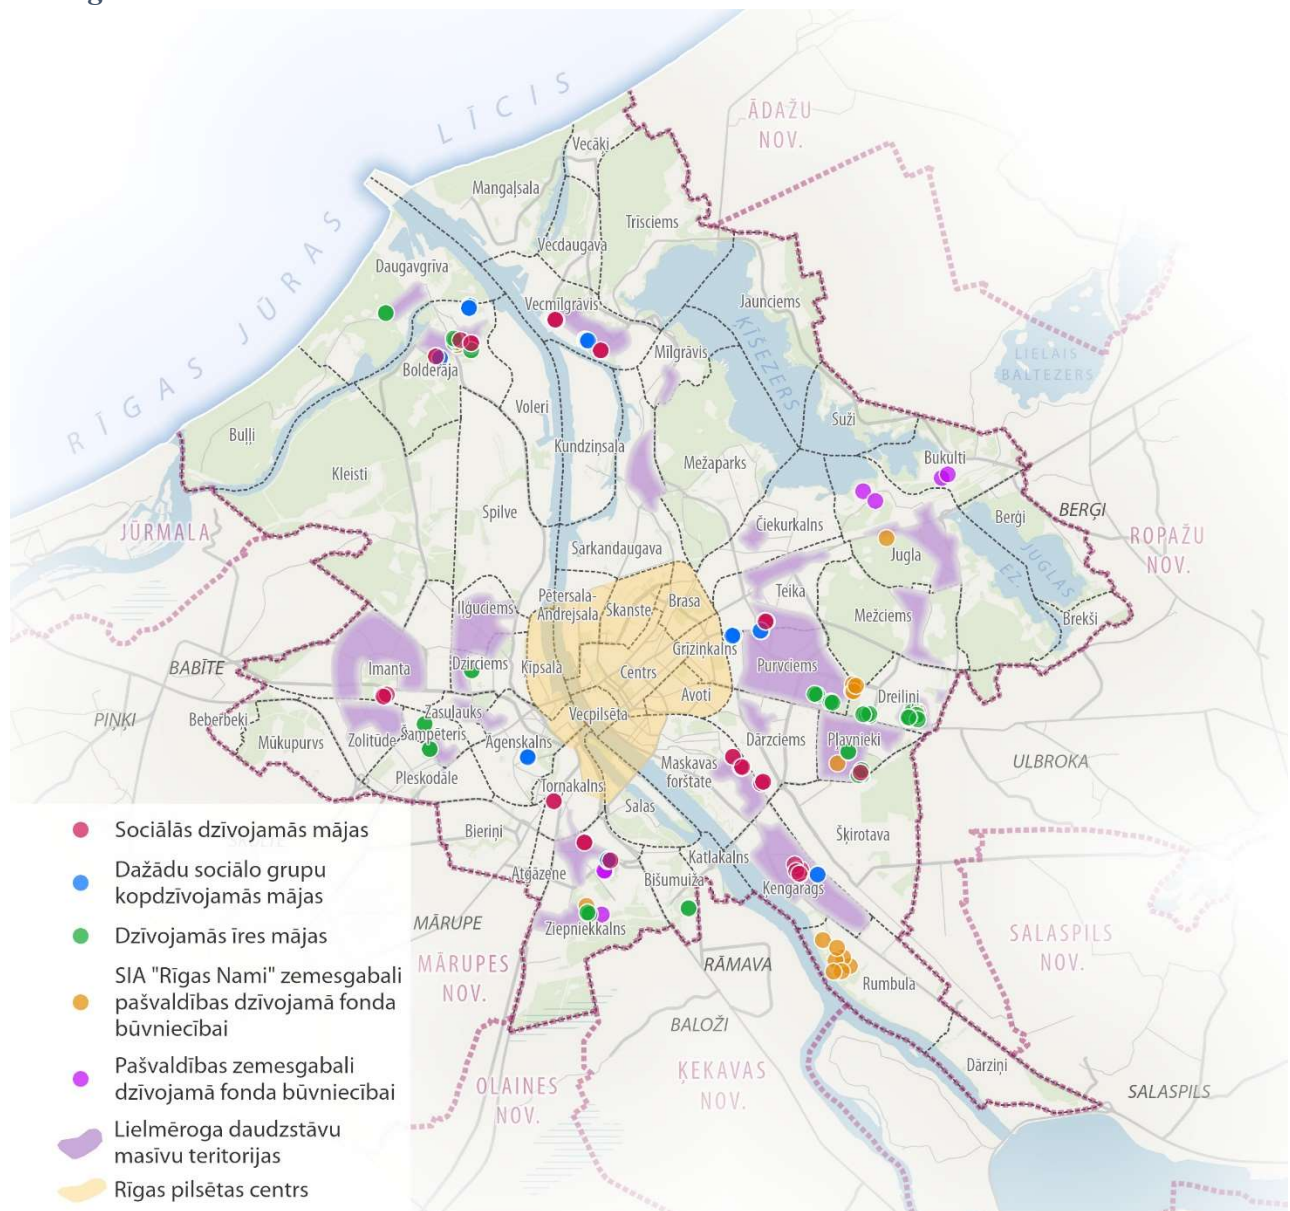 RĪGAS JŪRAS LĪCIS
ĀDAŽU
NOV.
Vecāķi
Mangaļsala
Trīsciems
Vecdaugava
Daugavgrīva
Jaunciems
Vecmīlgrāvis
ĶĪŠEZERS
LIELAIS
BALTEZERS
Mīlgrāvis
Bolderāja
Voleri
Suži
Buļļi
Kundziņsala
Kleisti
Mežaparks
Bukulti
Spilve
BERĢI
Berģi
JŪRMALA
Čiekurkalns
ROPAŽU
NOV.
Sarkandaugava
Jugla
JUGLAS
EZ.
Teika
Pētersala-
Andrejsala
Skanste
Brasa
Iļģuciems
Mežciems
Brekši
Grīziņkalns
BABĪTE
Imanta
Dzirciems
Ķīpsala
Centrs
Purvciems
Avoti
Dreiliņi
PIŅĶI
Beberbeķi
Zasulauks
Vecpilsēta
Mūkupurvs
Zolitūde
Šampēteris
Āgenskalns
Dārzciems
Pļavnieki
Maskavas
forštate
ULBROKA
Pleskodāle
Torņakalns
Salas
Bieriņi
Šķirotava
Katlakalns
Atgāzene
Bišumuiža
Ķengarags
MĀRUPE
Ziepniekkalns
SALASPILS
NOV.
MĀRUPES
NOV.
RĀMAVA
Rumbula
BALOŽI
Dārziņi
ĶEKAVAS
NOV.
OLAINES
NOV.
SALASPILS
Sociālās dzīvojamās mājas
Dažādu sociālo grupu
kopdzīvojamās mājas
Dzīvojamās īres mājas
SIA "Rīgas Nami" zemesgabali
pašvaldības dzīvojamā fonda
būvniecībai
Pašvaldības zemesgabali
dzīvojamā fonda būvniecībai
Lielmēroga daudzstāvu
masīvu teritorijas
Rīgas pilsētas centrs